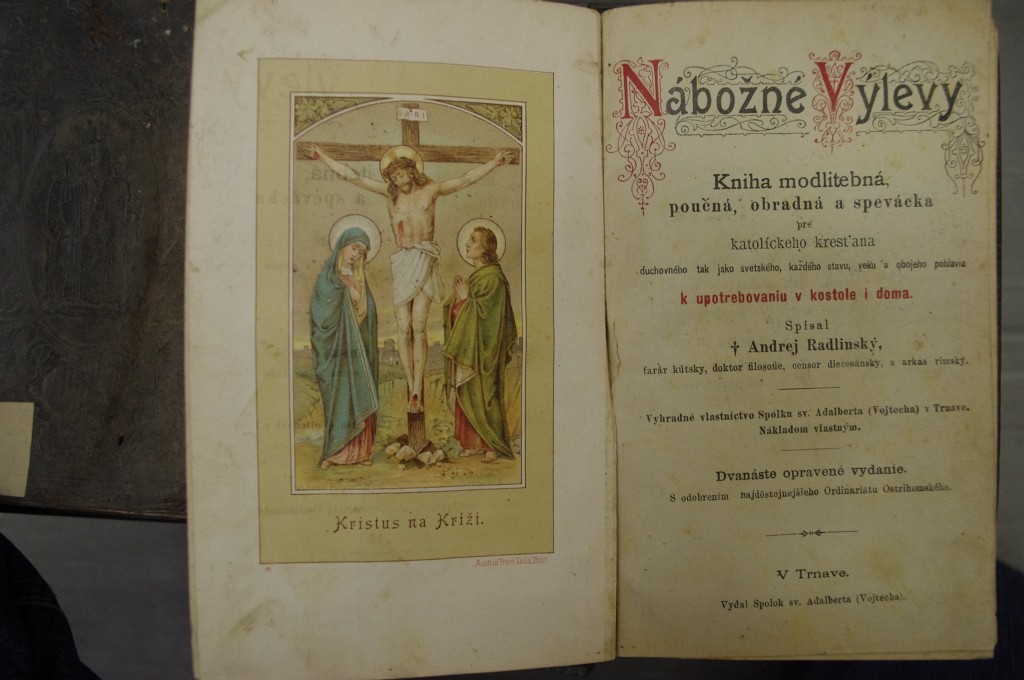 I N R I
Kristus na Kríži.
Nábožné Výlevy
Kniha modlitebná,
poučná, obradná a spevácka
pre
katolíckeho kresťana
duchovného tak jako svetského, každého stavu, veku a obojeho pohlavia
k upotrebovaniu v kostole i doma.
Spísal
† Andrej Radlinský,
farár kútsky, doktor filosofie, censor diecesánsky, a arkas rímský.
Vyhradné vlastníctvo Spolku sv. Adalberta (Vojtecha) v Trnave.
Nákladom vlastným.
Dvanáste opravené vydanie.
S odobrením najdôstojnejšieho Ordinariátu Ostrihomského.
V Trnave.
Vydal Spolok sv. Adalberta (Vojtecha).